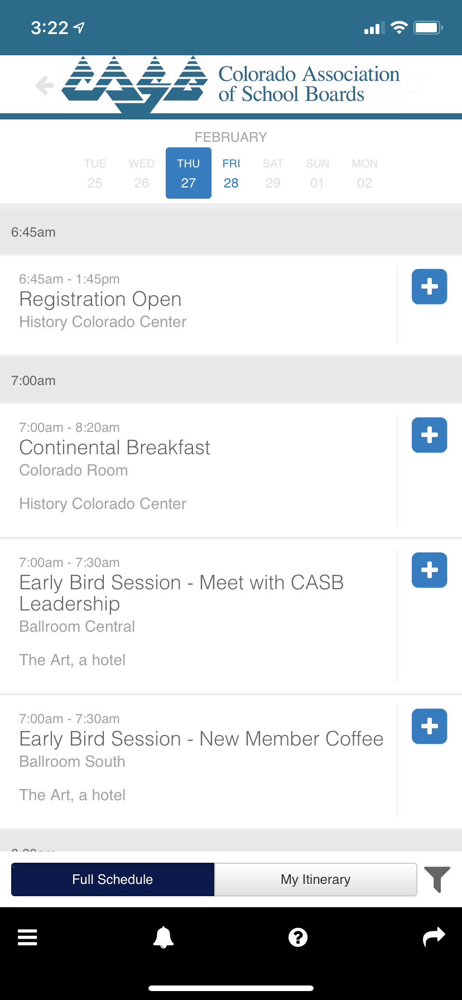 3:22
Colorado Association
of School Boards
FEBRUARY
TUE WED THU FRI SAT SUN MON
25 26 27 28 29 01 02
6:45am
6:45am - 1:45pm
Registration Open
History Colorado Center
7:00am
7:00am - 8:20am
Continental Breakfast
Colorado Room
History Colorado Center
7:00am - 7:30am
Early Bird Session - Meet with CASB
Leadership
Ballroom Central
The Art, a hotel
7:00am - 7:30am
Early Bird Session - New Member Coffee
Ballroom South
The Art, a hotel
Full Schedule
My Itinerary